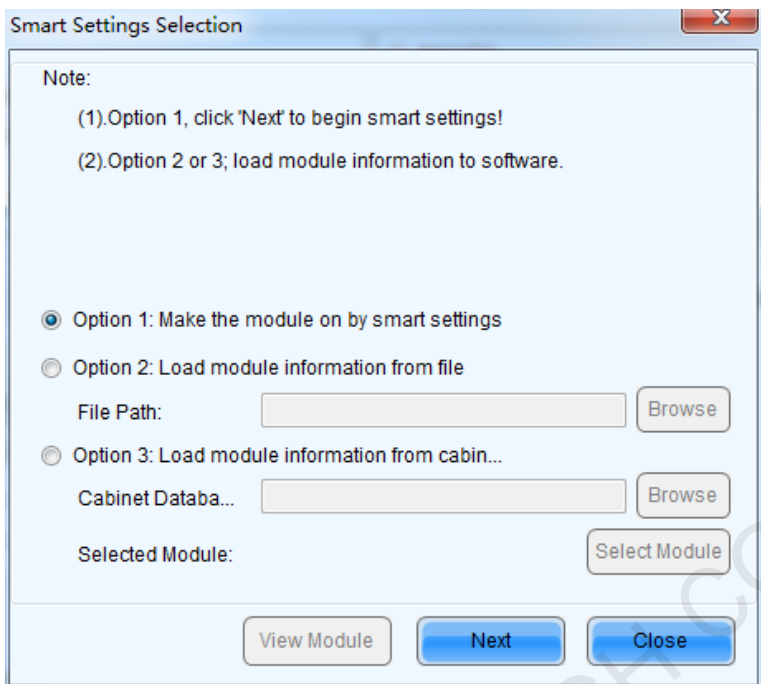 Smart Settings Selection
Note:
(1).Option 1, click 'Next' to begin smart settings!
(2).Option 2 or 3; load module information to software.
Option 1: Make the module on by smart settings
Option 2: Load module information from file
File Path: Browse
Option 3: Load module information from cabin...
Cabinet Databa... Browse
Selected Module: Select Module
View Module Next Close